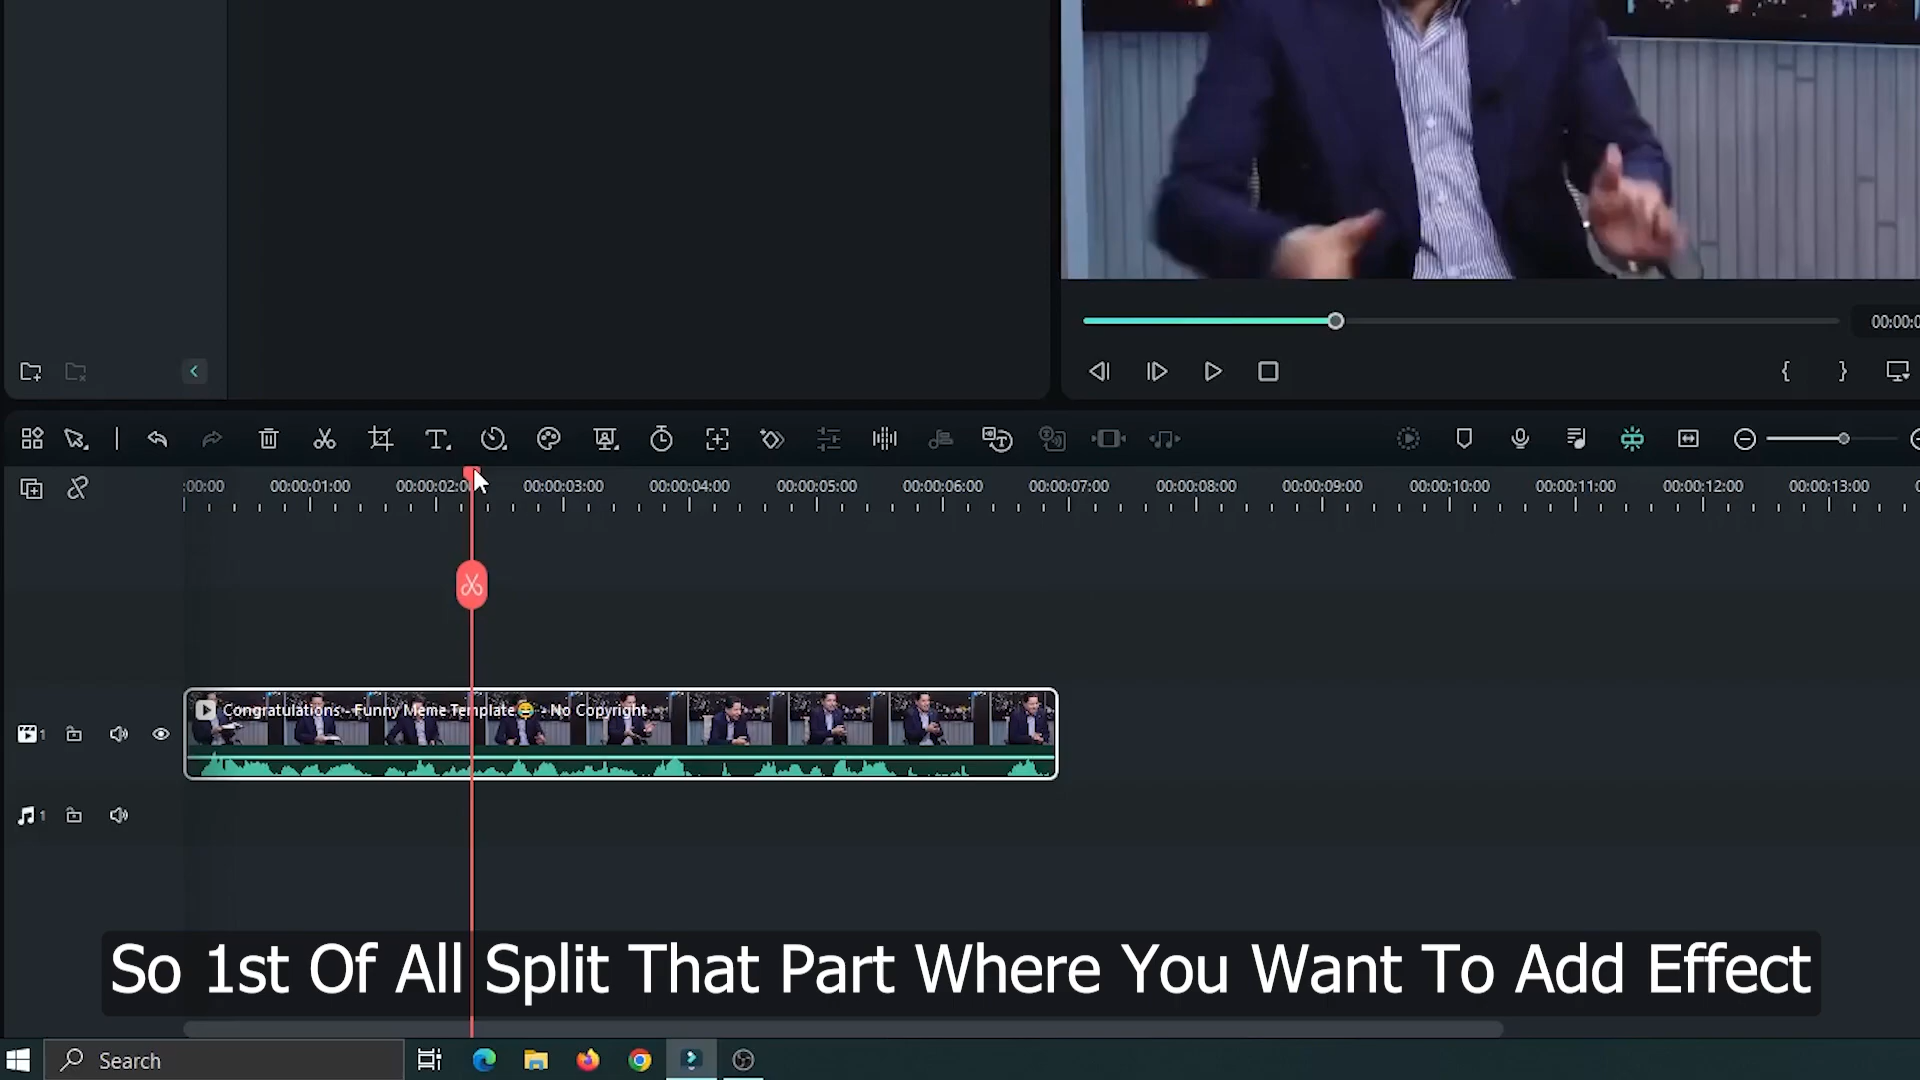 00:00:0
:00:00 00:00:01:00 00:00:02:0 00:00:03:00 00:00:04:00 00:00:05:00 00:00:06:00 00:00:07:00 00:00:08:00 00:00:09:00 00:00:10:00 00:00:11:00 00:00:12:00 00:00:13:00
Congratulations - Funny Meme Template😂 - No Copyright
1
1
So 1st Of All Split That Part Where You Want To Add Effect
Search